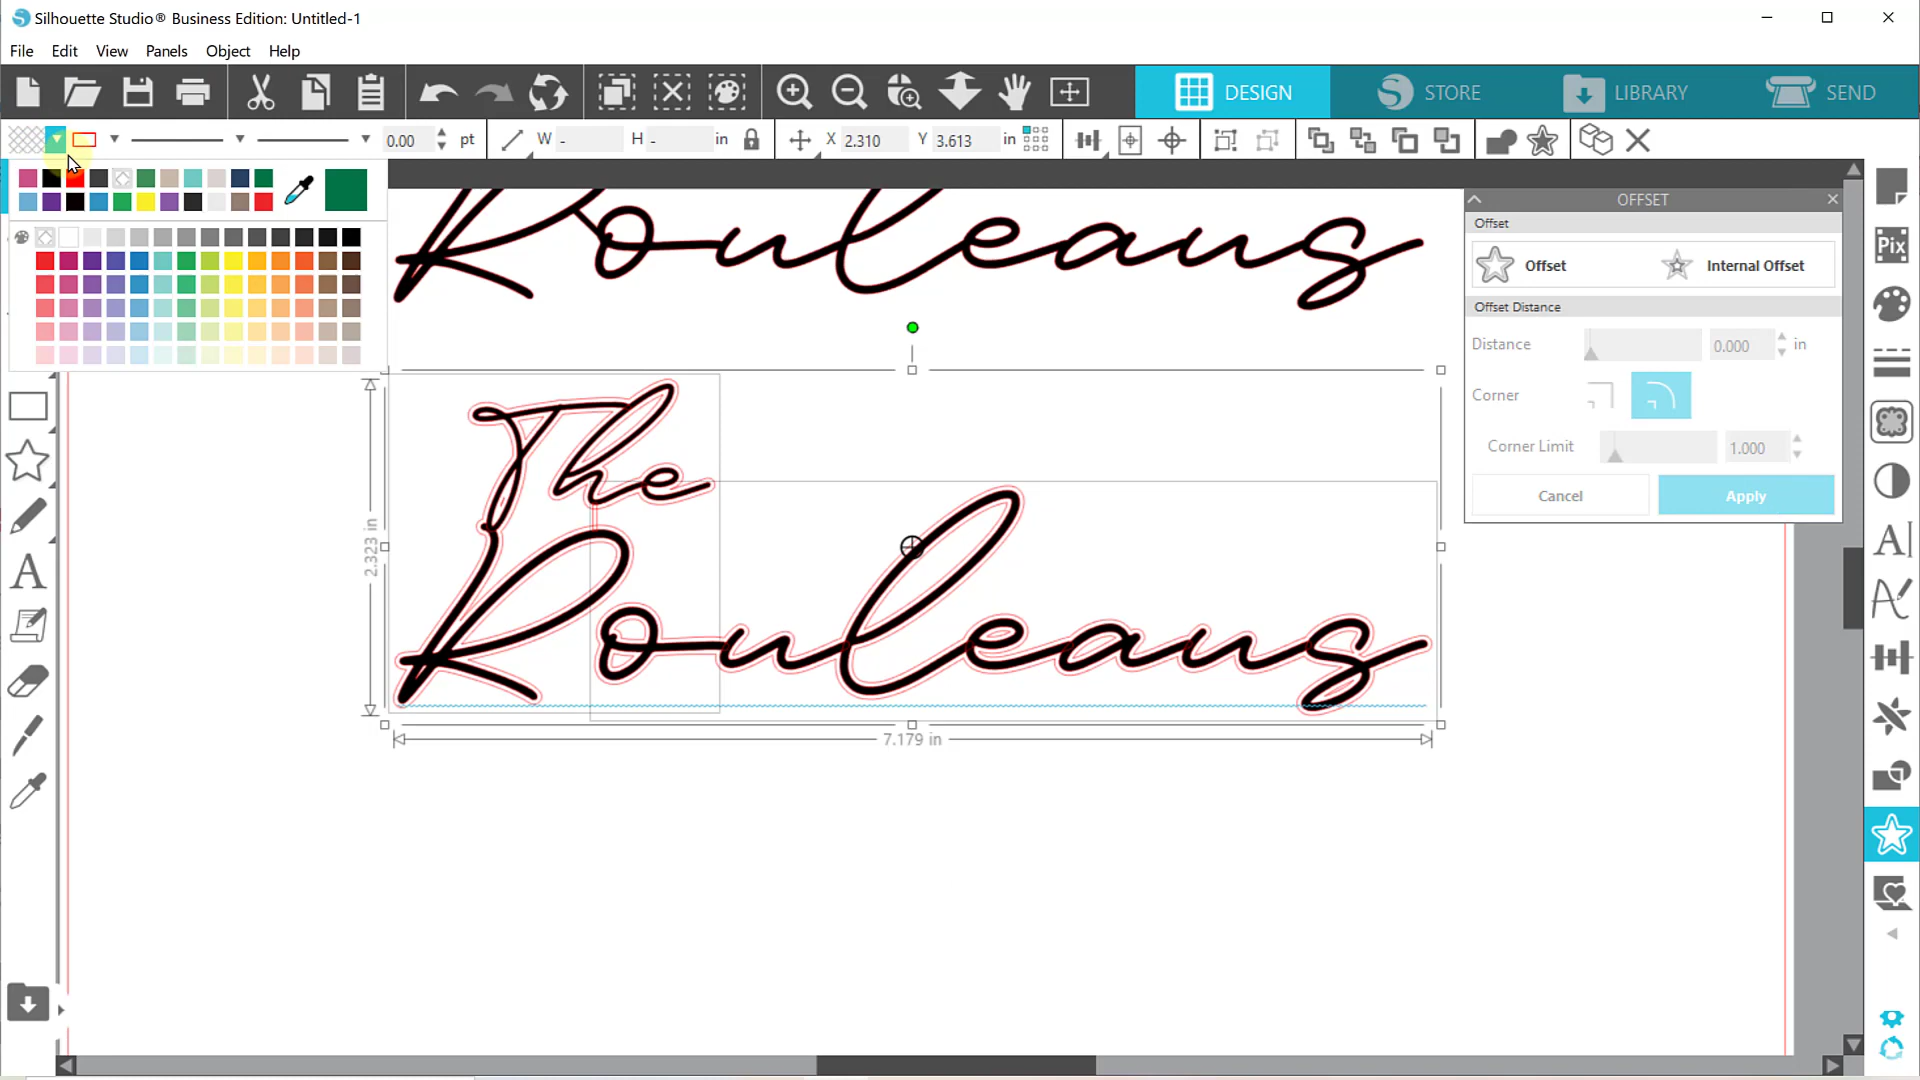 Silhouette Studio® Business Edition: Untitled-1
File Edit View Panels Object Help
DESIGN STORE LIBRARY SEND
0.00 pt W - H - in X 2.310 Y 3.613 in
OFFSET
Offset
Offset Internal Offset
Offset Distance
Distance 0.000 in
Corner
Corner Limit 1.000
Cancel Apply
Pix
A
A
Rouleaus
The
Rouleaus
2.323 in
7.179 in